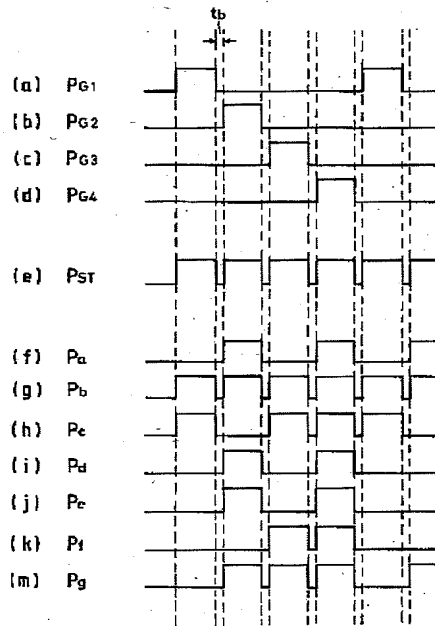 tb
(a) PG1
(b) PG2
(c) PG3
(d) PG4
(e) PST
(f) Pa
(g) Pb
(h) Pc
(i) Pd
(j) Pe
(k) Pf
(m) Pg